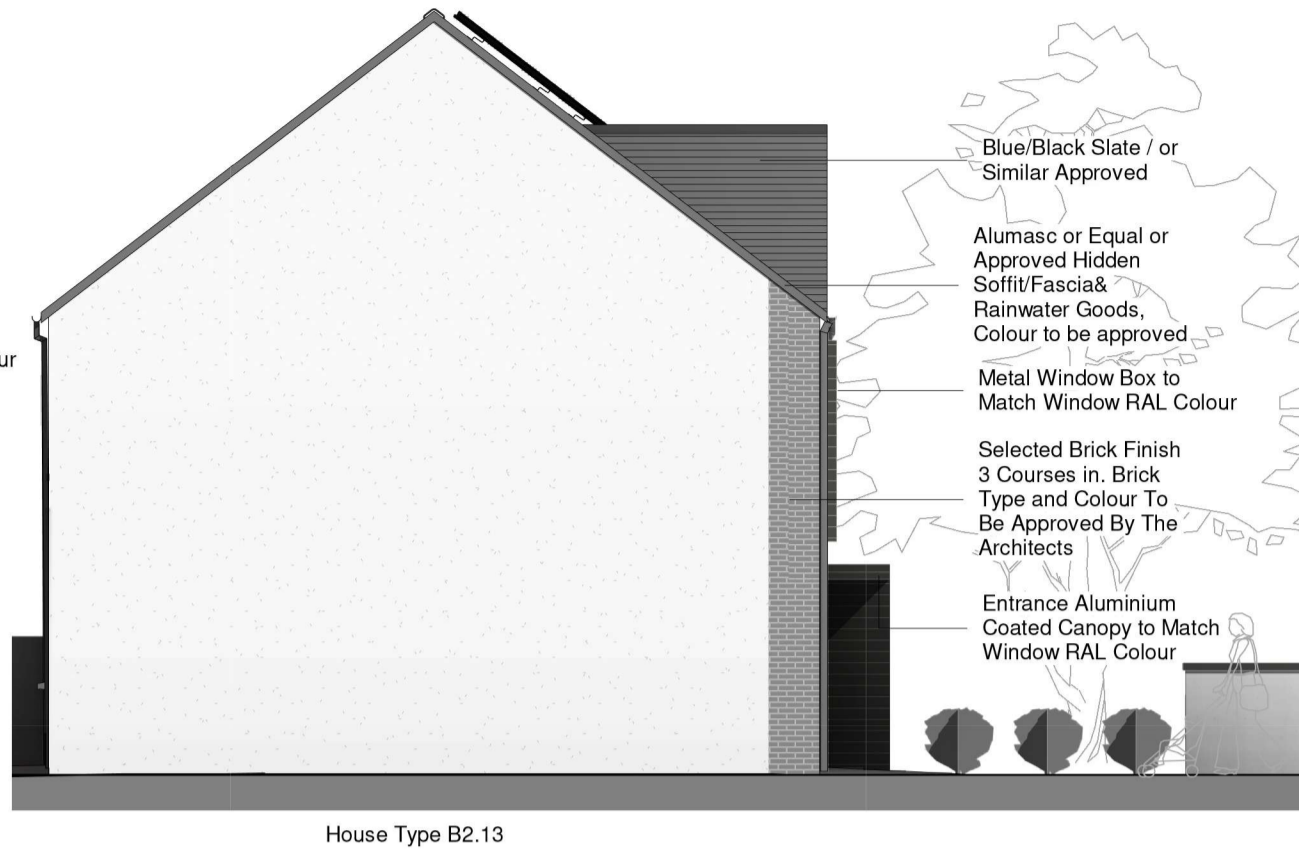 Blue/Black Slate / or
Similar Approved
Alumasc or Equal or
Approved Hidden
Soffit/Fascia&
Rainwater Goods,
Colour to be approved
ur
Metal Window Box to
Match Window RAL Colour
Selected Brick Finish
3 Courses in. Brick
Type and Colour To
Be Approved By The
Architects
Entrance Aluminium
Coated Canopy to Match
Window RAL Colour
House Type B2.13